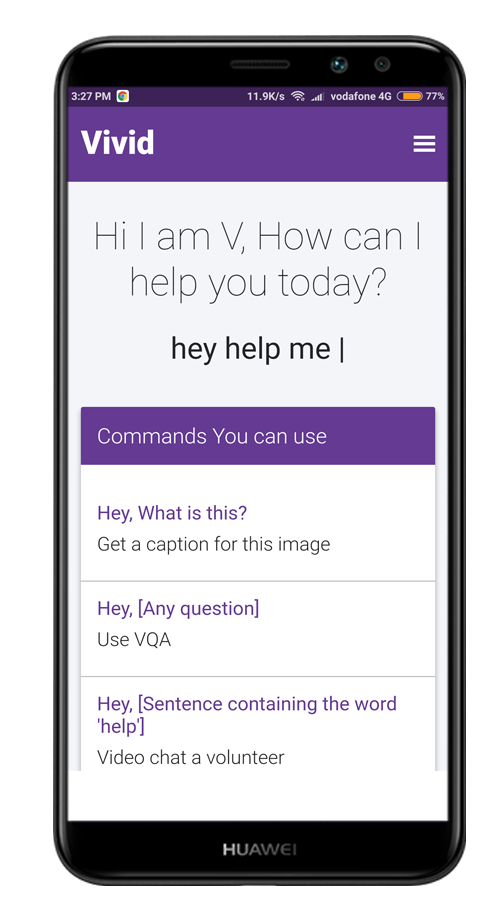 3:27 PM 11.9K/s vodafone 4G 77%
Vivid
Hi I am V, How can I
help you today?
hey help me |
Commands You can use
Hey, What is this?
Get a caption for this image
Hey, [Any question]
Use VQA
Hey, [Sentence containing the word
'help']
Video chat a volunteer
HUAWEI